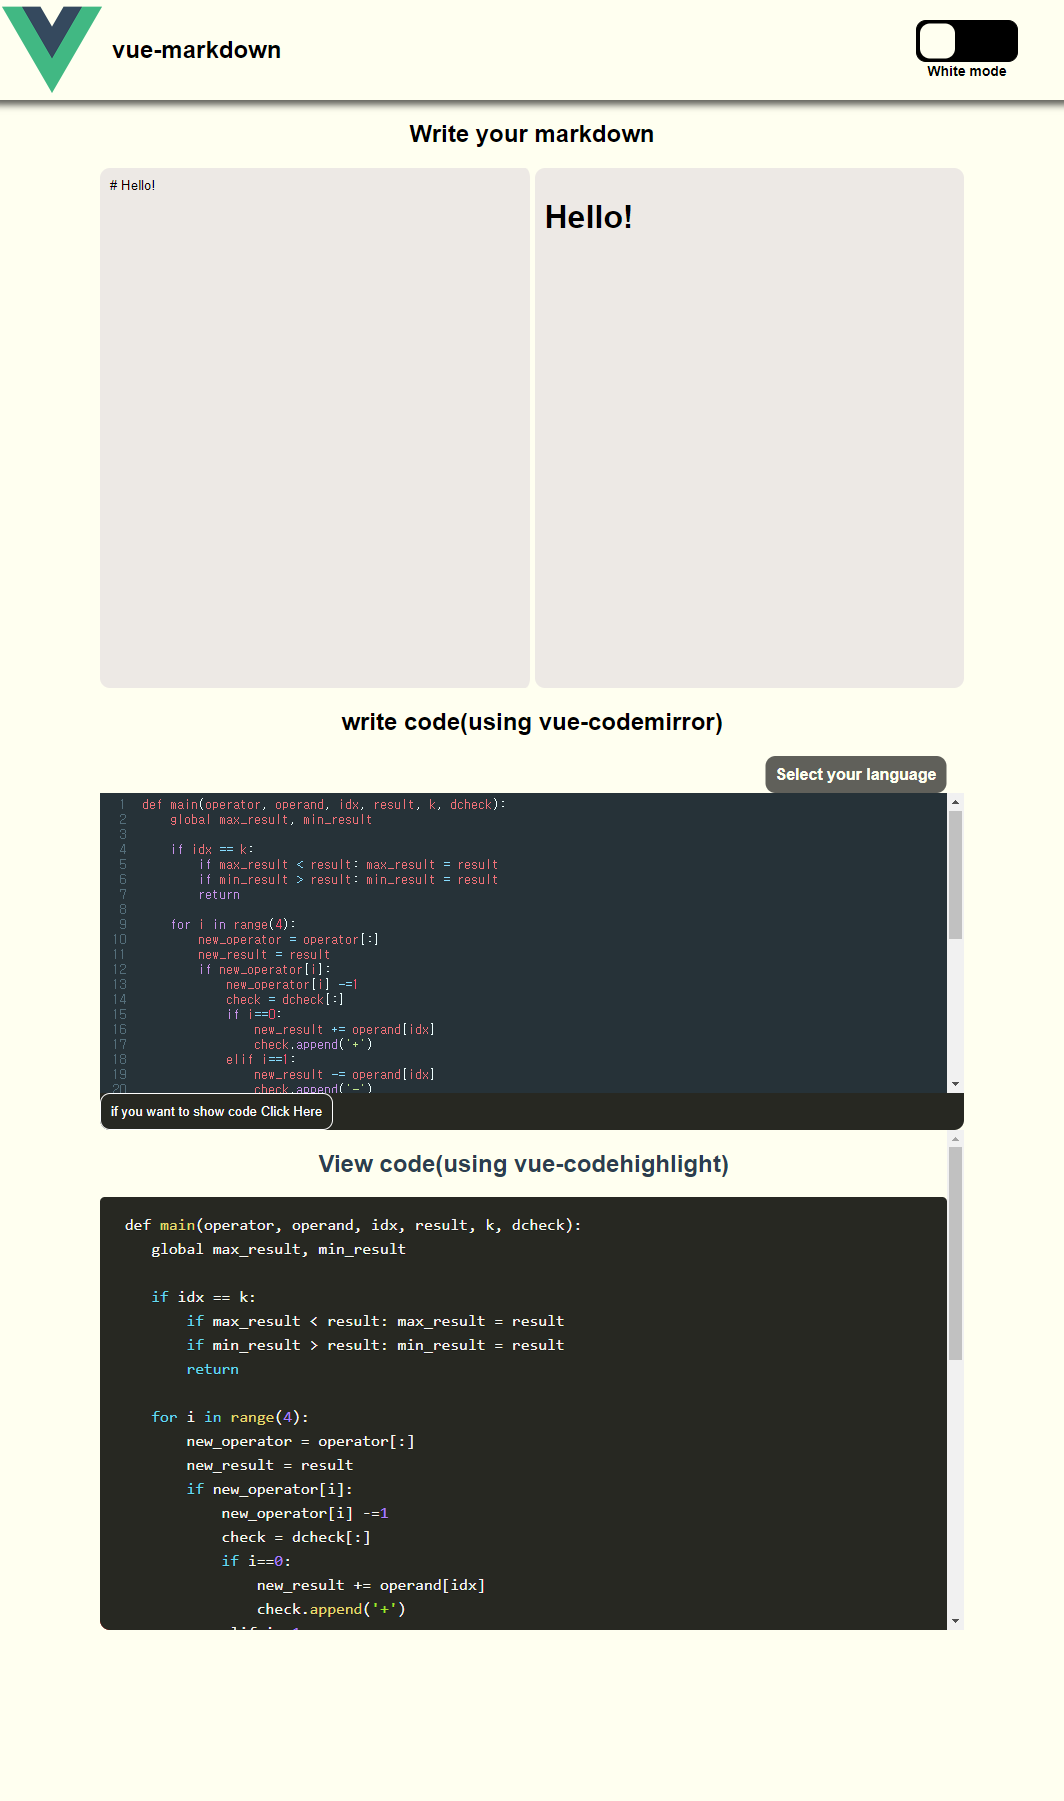 vue-markdown
White mode
Write your markdown
# Hello!
Hello!
write code(using vue-codemirror)
Select your language
1 def main(operator, operand, idx, result, k, dcheck):
2     global max_result, min_result
3
4     if idx == k:
5         if max_result < result: max_result = result
6         if min_result > result: min_result = result
7         return
8
9     for i in range(4):
10         new_operator = operator[:]
11         new_result = result
12         if new_operator[i]:
13             new_operator[i] -=1
14             check = dcheck[:]
15             if i==0:
16                 new_result += operand[idx]
17                 check.append('+')
18             elif i==1:
19                 new_result -= operand[idx]
20                 check.append('-')
if you want to show code Click Here
View code(using vue-codehighlight)
def main(operator, operand, idx, result, k, dcheck):
   global max_result, min_result
   if idx == k:
       if max_result < result: max_result = result
       if min_result > result: min_result = result
       return
   for i in range(4):
       new_operator = operator[:]
       new_result = result
       if new_operator[i]:
           new_operator[i] -=1
           check = dcheck[:]
           if i==0:
               new_result += operand[idx]
               check.append('+')